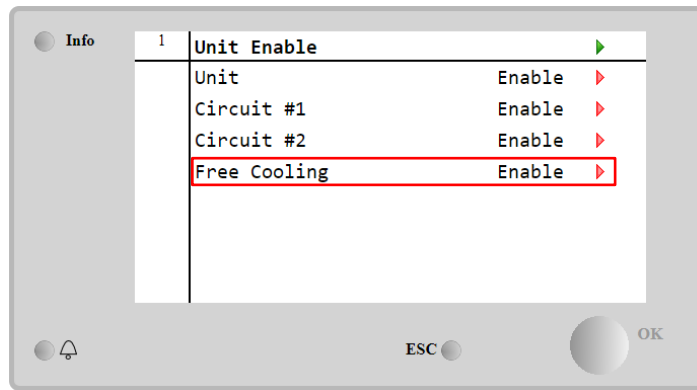 Info
1 Unit Enable
Unit Enable
Circuit #1 Enable
Circuit #2 Enable
Free Cooling Enable
ESC
OK